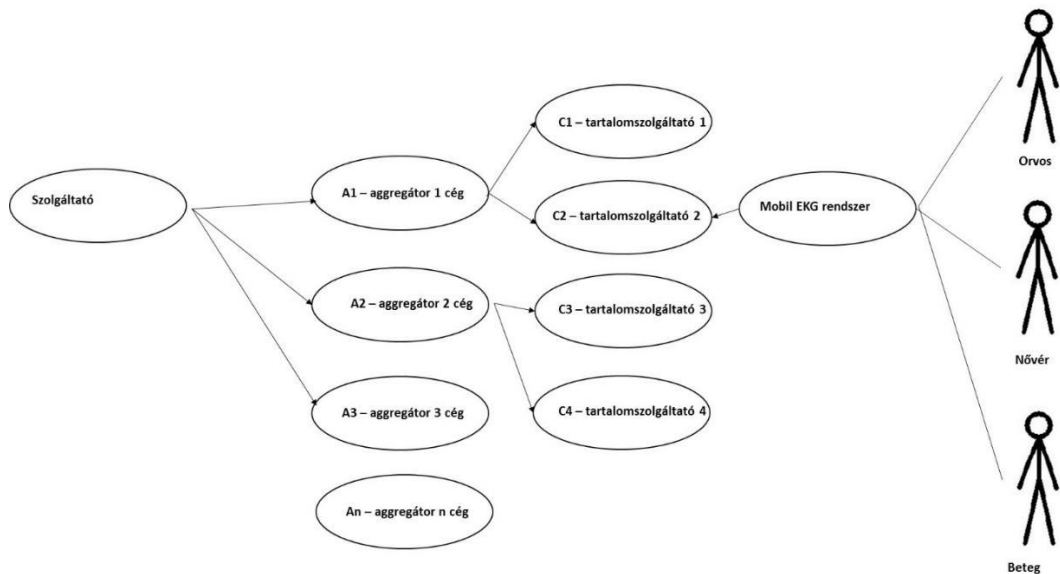 Szolgáltató
A1 – aggregátor 1 cég
A2 – aggregátor 2 cég
A3 – aggregátor 3 cég
An – aggregátor n cég
C1 – tartalomszolgáltató 1
C2 – tartalomszolgáltató 2
C3 – tartalomszolgáltató 3
C4 – tartalomszolgáltató 4
Mobil EKG rendszer
Orvos
Nővér
Beteg